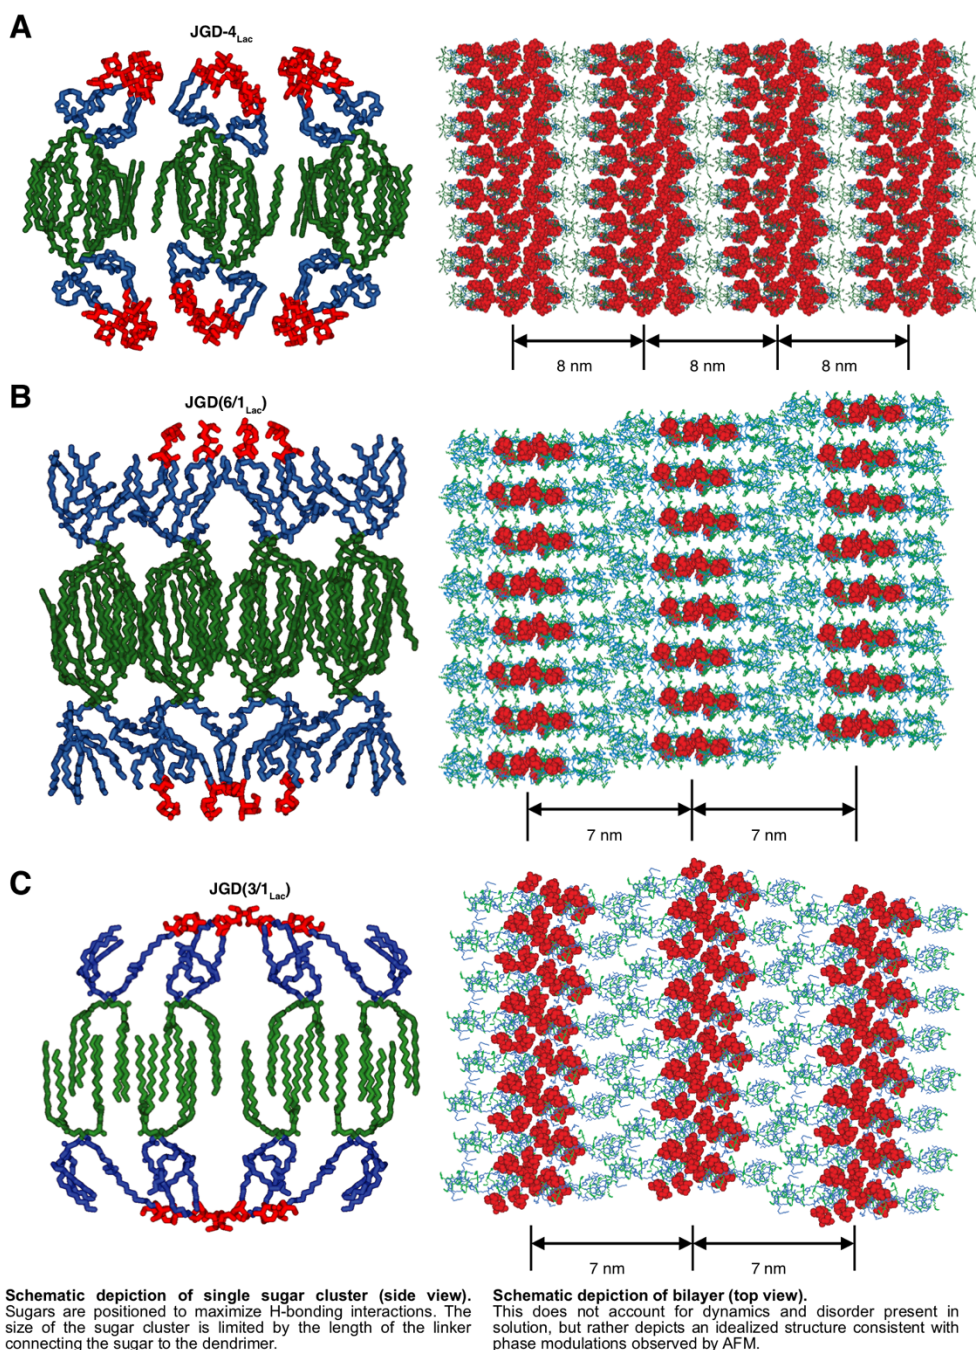 A
JGD-4Lac
8 nm
8 nm
8 nm
B
JGD(6/1Lac)
7 nm
7 nm
C
JGD(3/1Lac)
7 nm
7 nm
Schematic depiction of single sugar cluster (side view).
Sugars are positioned to maximize H-bonding interactions. The
size of the sugar cluster is limited by the length of the linker
connecting the sugar to the dendrimer.
Schematic depiction of bilayer (top view).
This does not account for dynamics and disorder present in
solution, but rather depicts an idealized structure consistent with
phase modulations observed by AFM.